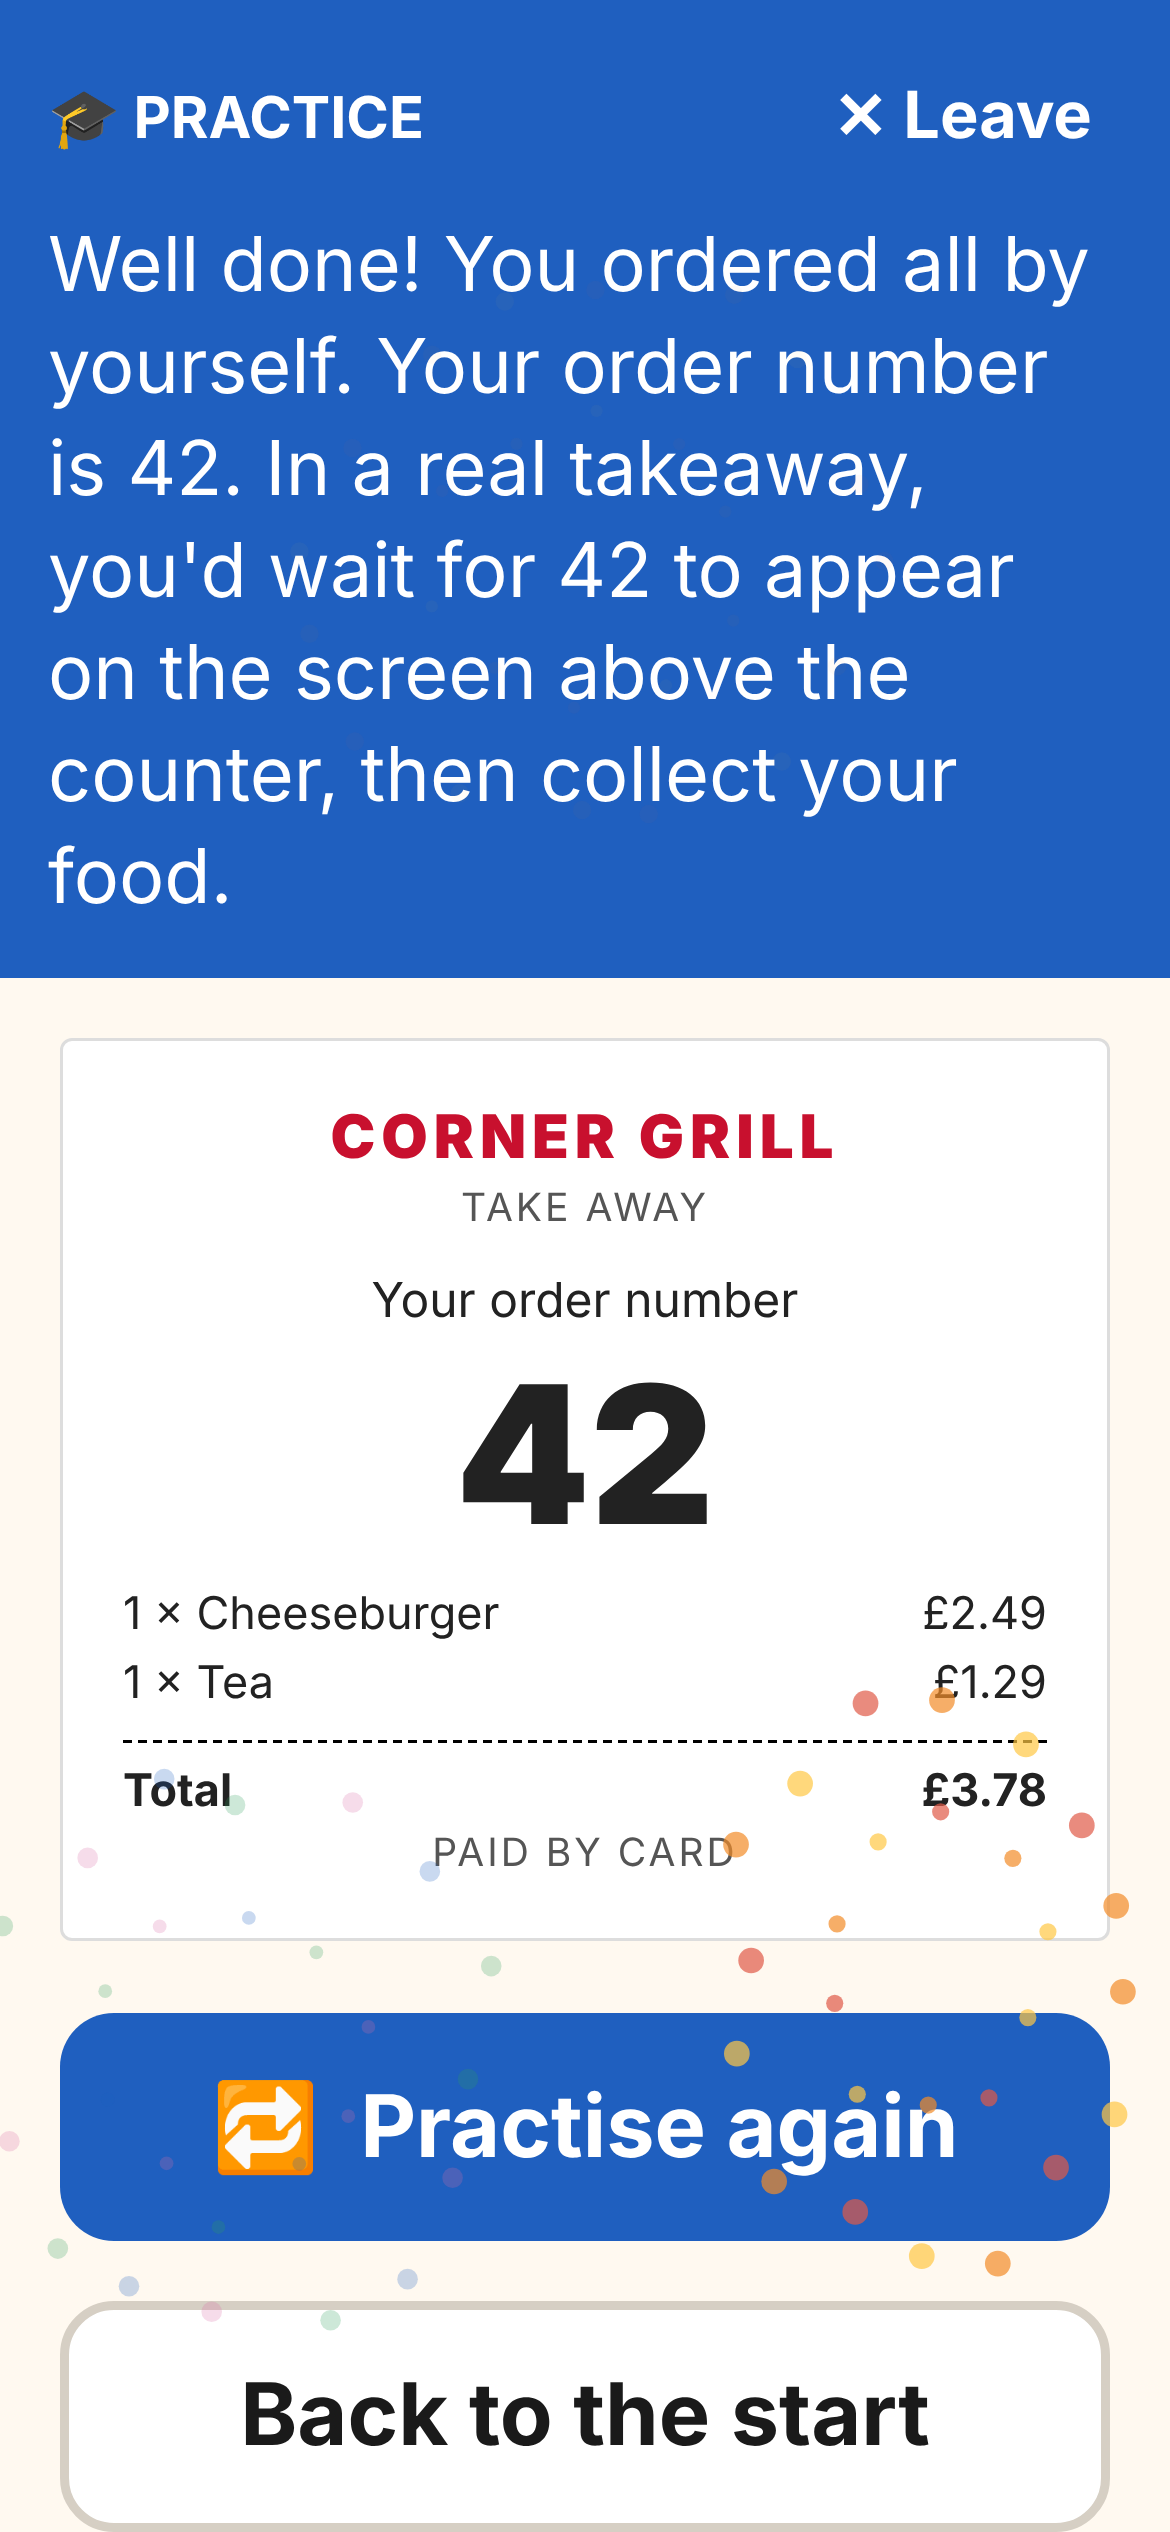 🎓 PRACTICE
✕ Leave
Well done! You ordered all by
yourself. Your order number
is 42. In a real takeaway,
you'd wait for 42 to appear
on the screen above the
counter, then collect your
food.
CORNER GRILL
TAKE AWAY
Your order number
42
1 × Cheeseburger £2.49
1 × Tea £1.29
Total £3.78
PAID BY CARD
🔁 Practise again
Back to the start